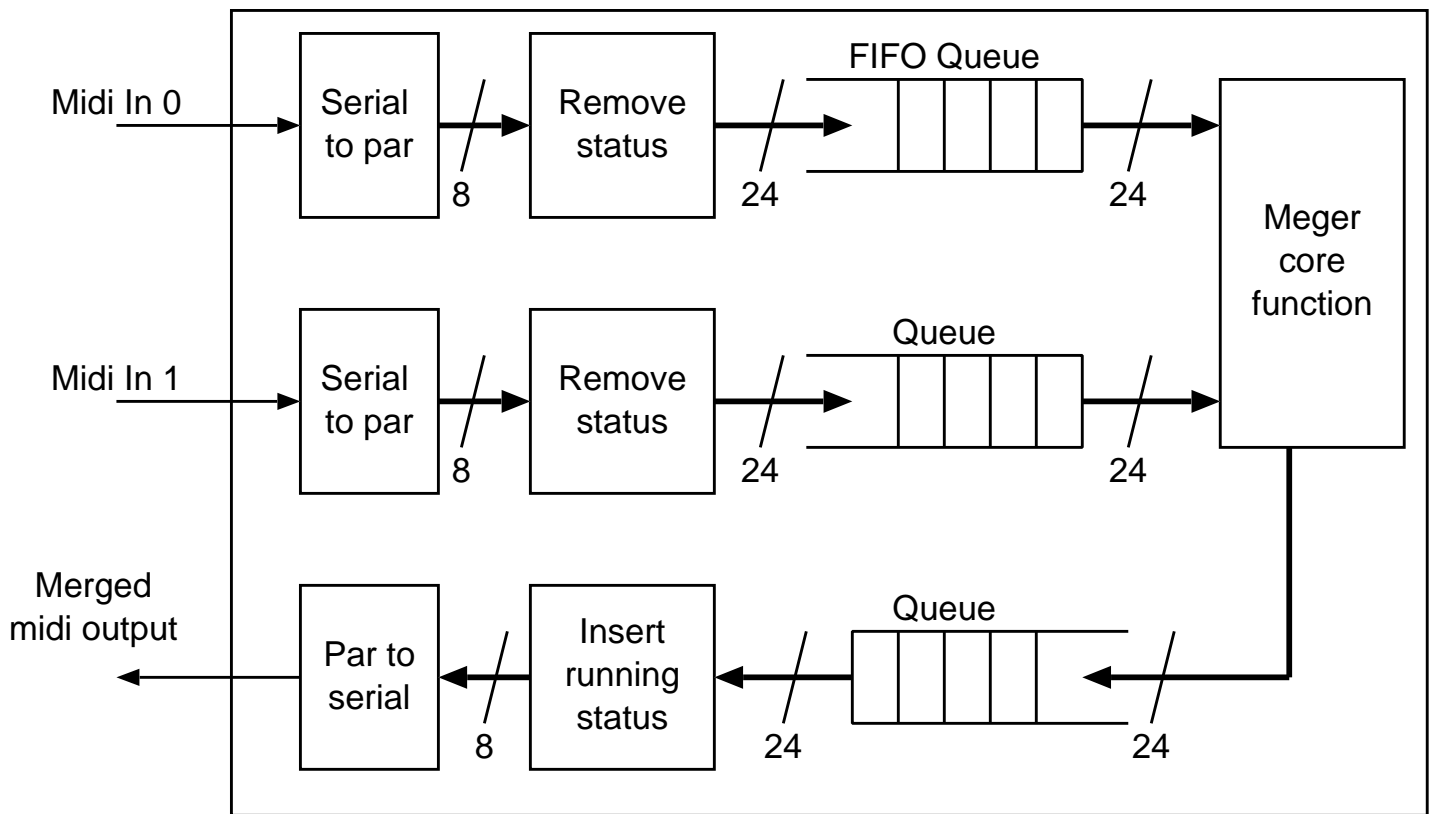 FIFO Queue
Midi In 0
Serial
to par
Remove
status
8
24
24
Meger
core
function
Queue
Midi In 1
Serial
to par
Remove
status
8
24
24
Merged
midi output
Par to
serial
Insert
running
status
Queue
8
24
24